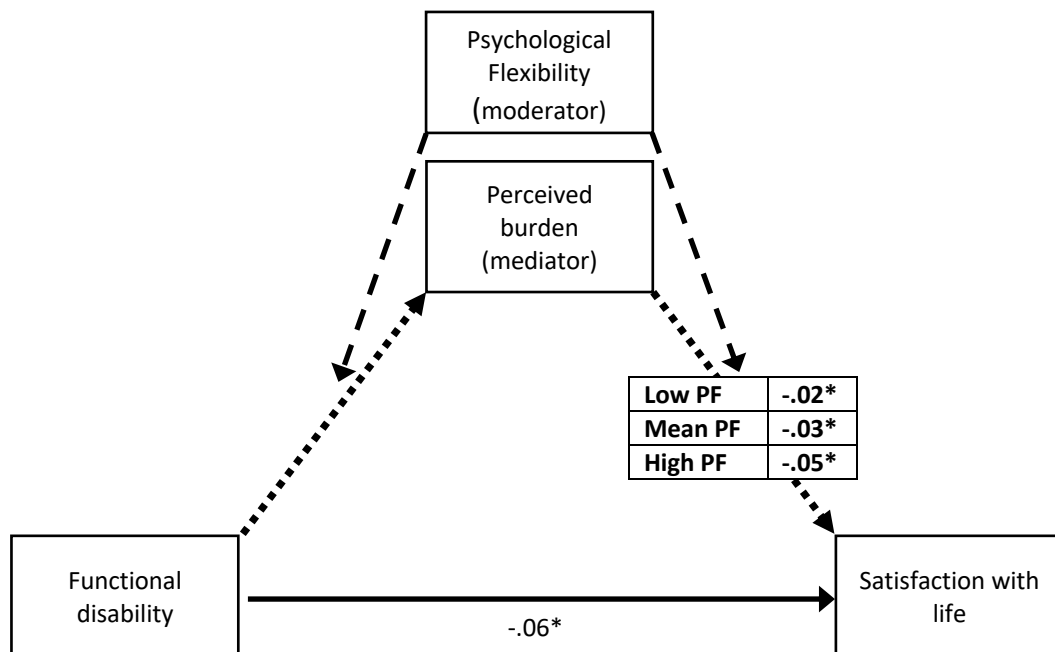 Psychological
Flexibility
(moderator)
Perceived
burden
(mediator)
Low PF -.02*
Mean PF -.03*
High PF -.05*
Functional
disability
-.06*
Satisfaction with
life